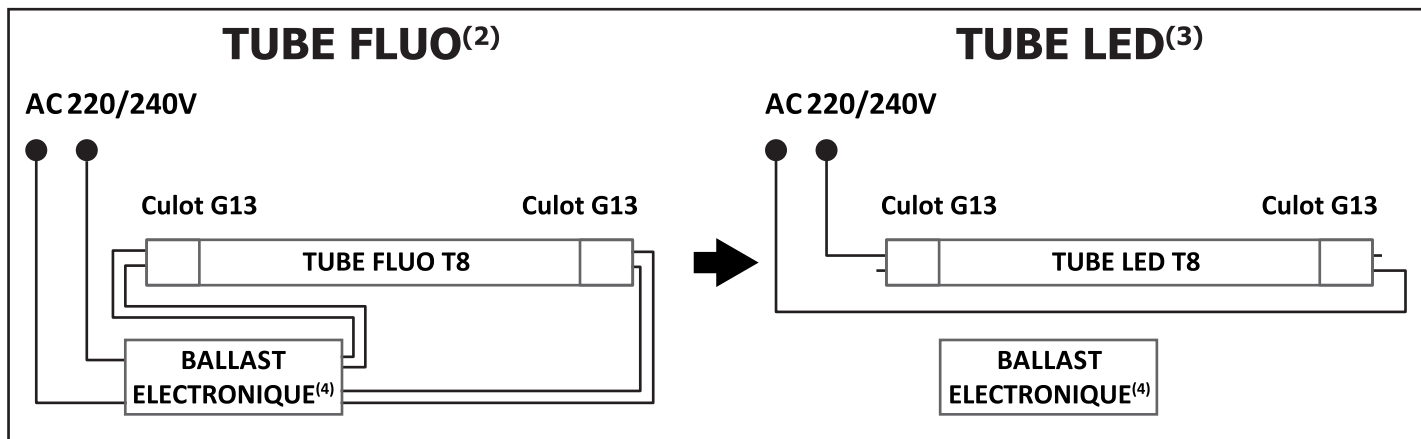 TUBE FLUO(2)
AC 220/240V
Culot G13
Culot G13
TUBE FLUO T8
BALLAST
ELECTRONIQUE(4)
TUBE LED(3)
AC 220/240V
Culot G13
Culot G13
TUBE LED T8
BALLAST
ELECTRONIQUE(4)